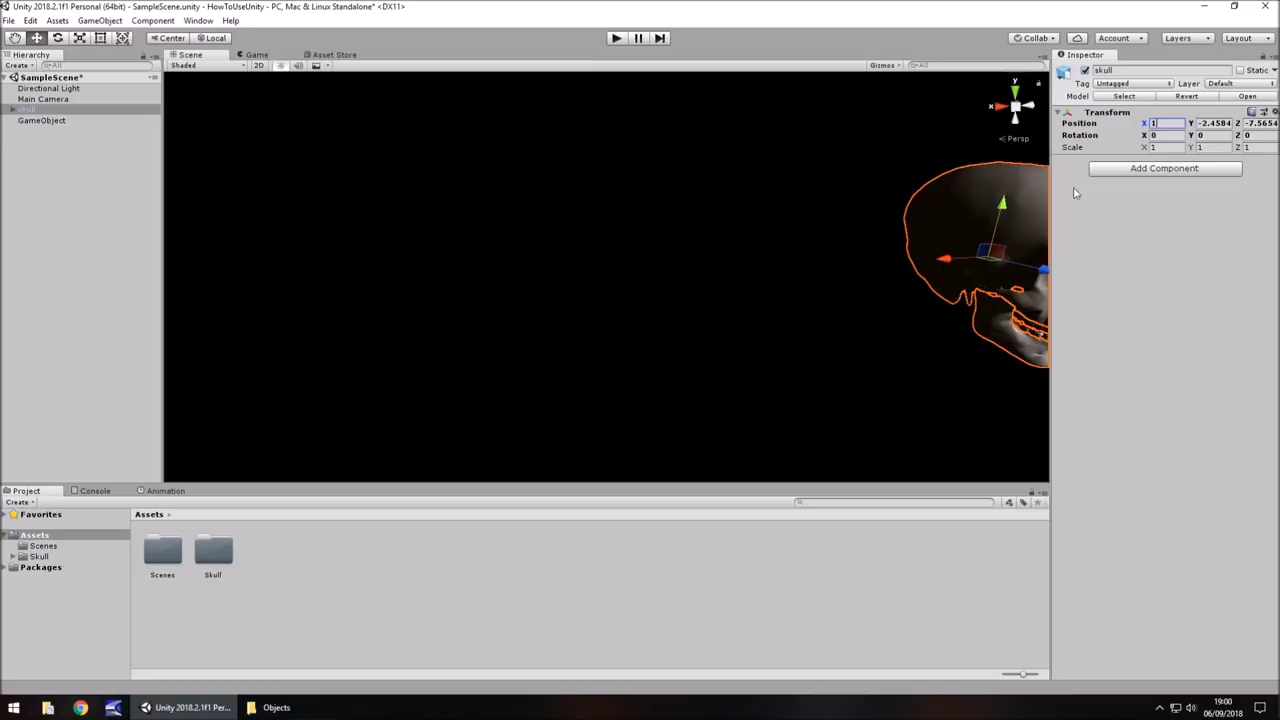 Unity 2018.2.1f1 Personal (64bit) - SampleScene.unity - HowToUseUnity - PC, Mac & Linux Standalone* <DX11>
File Edit Assets GameObject Component Window Help
Center Local Collab Account Layers Layout
Hierarchy Scene Game Asset Store Inspector
Create All Shaded 2D Gizmos All skull Static
SampleScene*
Tag Untagged Layer Default
Directional Light
Model Select Revert Open
Main Camera
skull
Transform
GameObject
Position X 1 Y -2.4584 Z -7.5654
Rotation X 0 Y 0 Z 0
Scale X 1 Y 1 Z 1
Add Component
y
x
Persp
Project Console Animation
Create
Favorites Assets
Assets
Scenes
Skull
Packages
Scenes Skull
Unity 2018.2.1f1 Per... Objects
19:00
06/09/2018